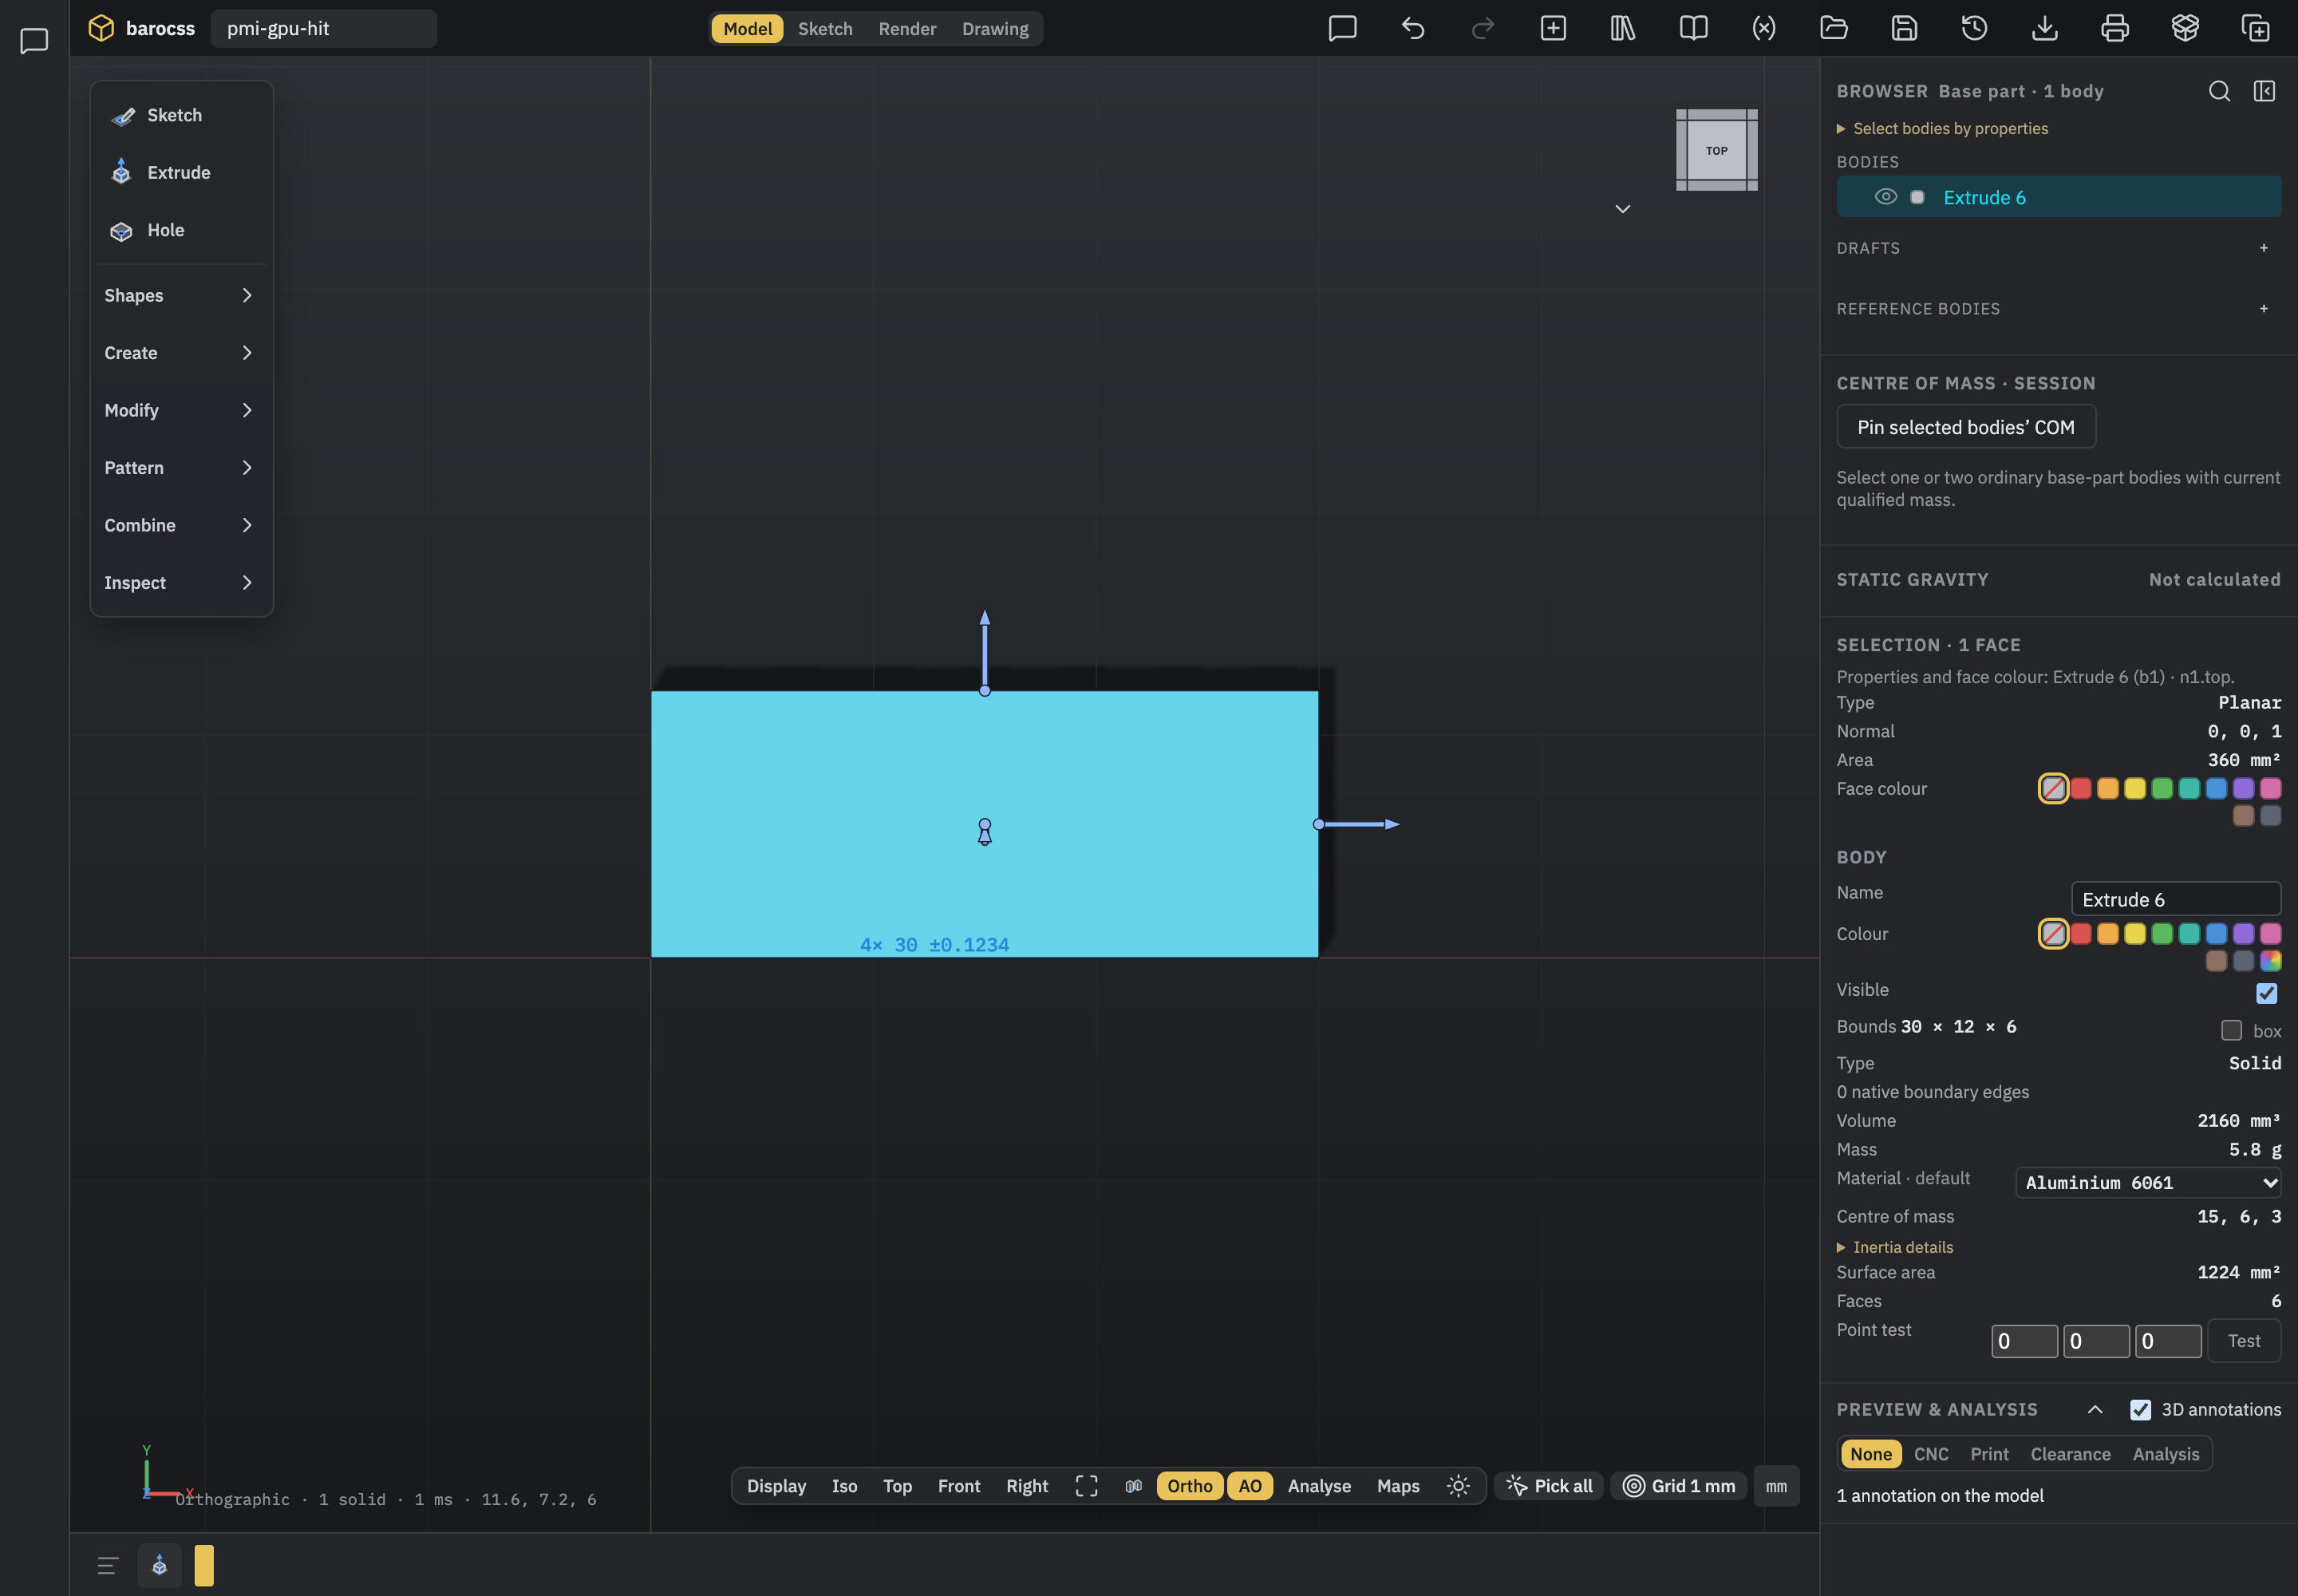 barocss
pmi-gpu-hit
Model Sketch Render Drawing
Sketch
Extrude
Hole
Shapes
Create
Modify
Pattern
Combine
Inspect
TOP
4× 30 ±0.1234
Y
X
Z
Orthographic · 1 solid · 1 ms · 11.6, 7.2, 6
Display Iso Top Front Right Ortho AO Analyse Maps Pick all Grid 1 mm mm
BROWSER Base part · 1 body
Select bodies by properties
BODIES
Extrude 6
DRAFTS +
REFERENCE BODIES +
CENTRE OF MASS · SESSION
Pin selected bodies’ COM
Select one or two ordinary base-part bodies with current
qualified mass.
STATIC GRAVITY Not calculated
SELECTION · 1 FACE
Properties and face colour: Extrude 6 (b1) · n1.top.
Type Planar
Normal 0, 0, 1
Area 360 mm²
Face colour
BODY
Name Extrude 6
Colour
Visible
Bounds 30 × 12 × 6 box
Type Solid
0 native boundary edges
Volume 2160 mm³
Mass 5.8 g
Material · default Aluminium 6061
Centre of mass 15, 6, 3
Inertia details
Surface area 1224 mm²
Faces 6
Point test 0 0 0 Test
PREVIEW & ANALYSIS 3D annotations
None CNC Print Clearance Analysis
1 annotation on the model